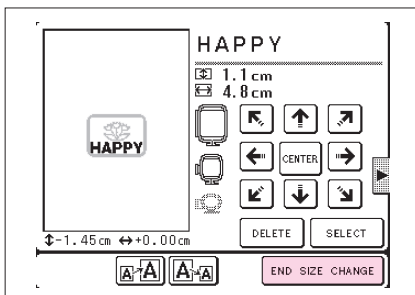 HAPPY
1.1cm
4.8cm
HAPPY
CENTER
-1.45cm +0.00cm
DELETE SELECT
A A A A END SIZE CHANGE